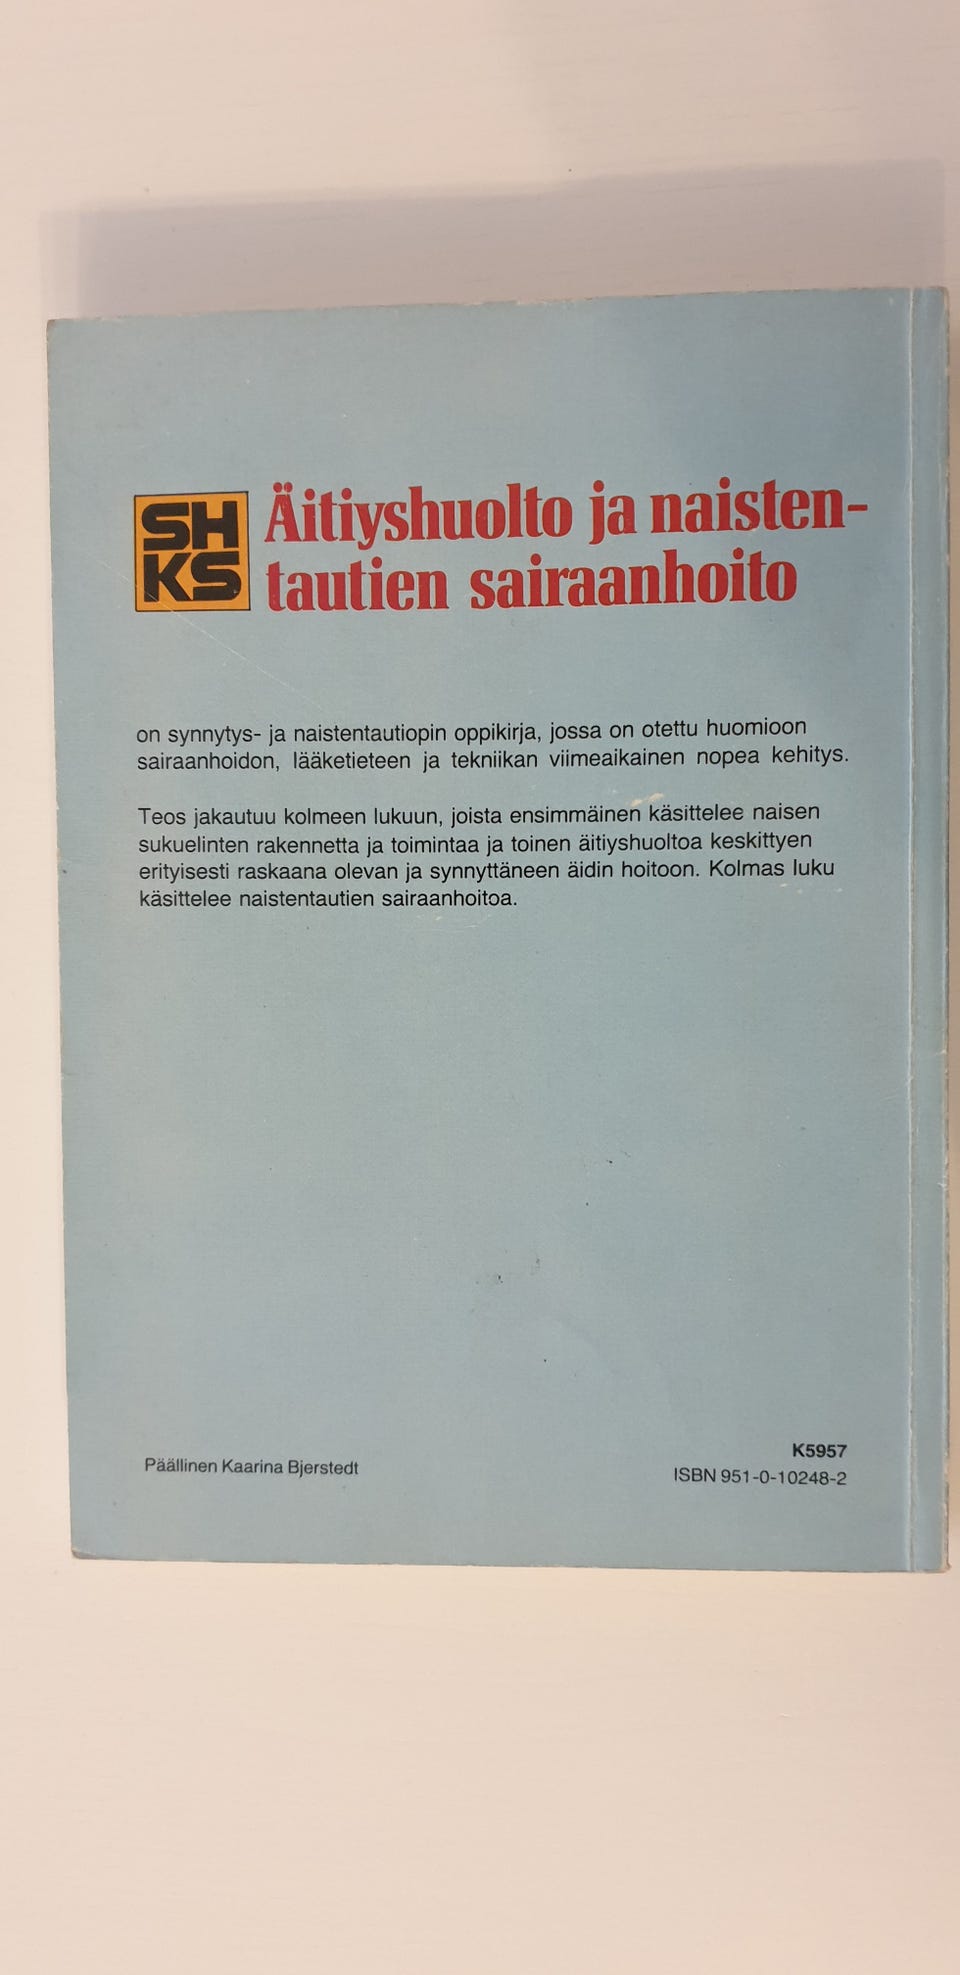 SH
KS
Äitiyshuolto ja naisten-
tautien sairaanhoito
on synnytys- ja naistentautiopin oppikirja, jossa on otettu huomioon
sairaanhoidon, lääketieteen ja tekniikan viimeaikainen nopea kehitys.
Teos jakautuu kolmeen lukuun, joista ensimmäinen käsittelee naisen
sukuelinten rakennetta ja toimintaa ja toinen äitiyshuoltoa keskittyen
erityisesti raskaana olevan ja synnyttäneen äidin hoitoon. Kolmas luku
käsittelee naistentautien sairaanhoitoa.
Päällinen Kaarina Bjerstedt
K5957
ISBN 951-0-10248-2